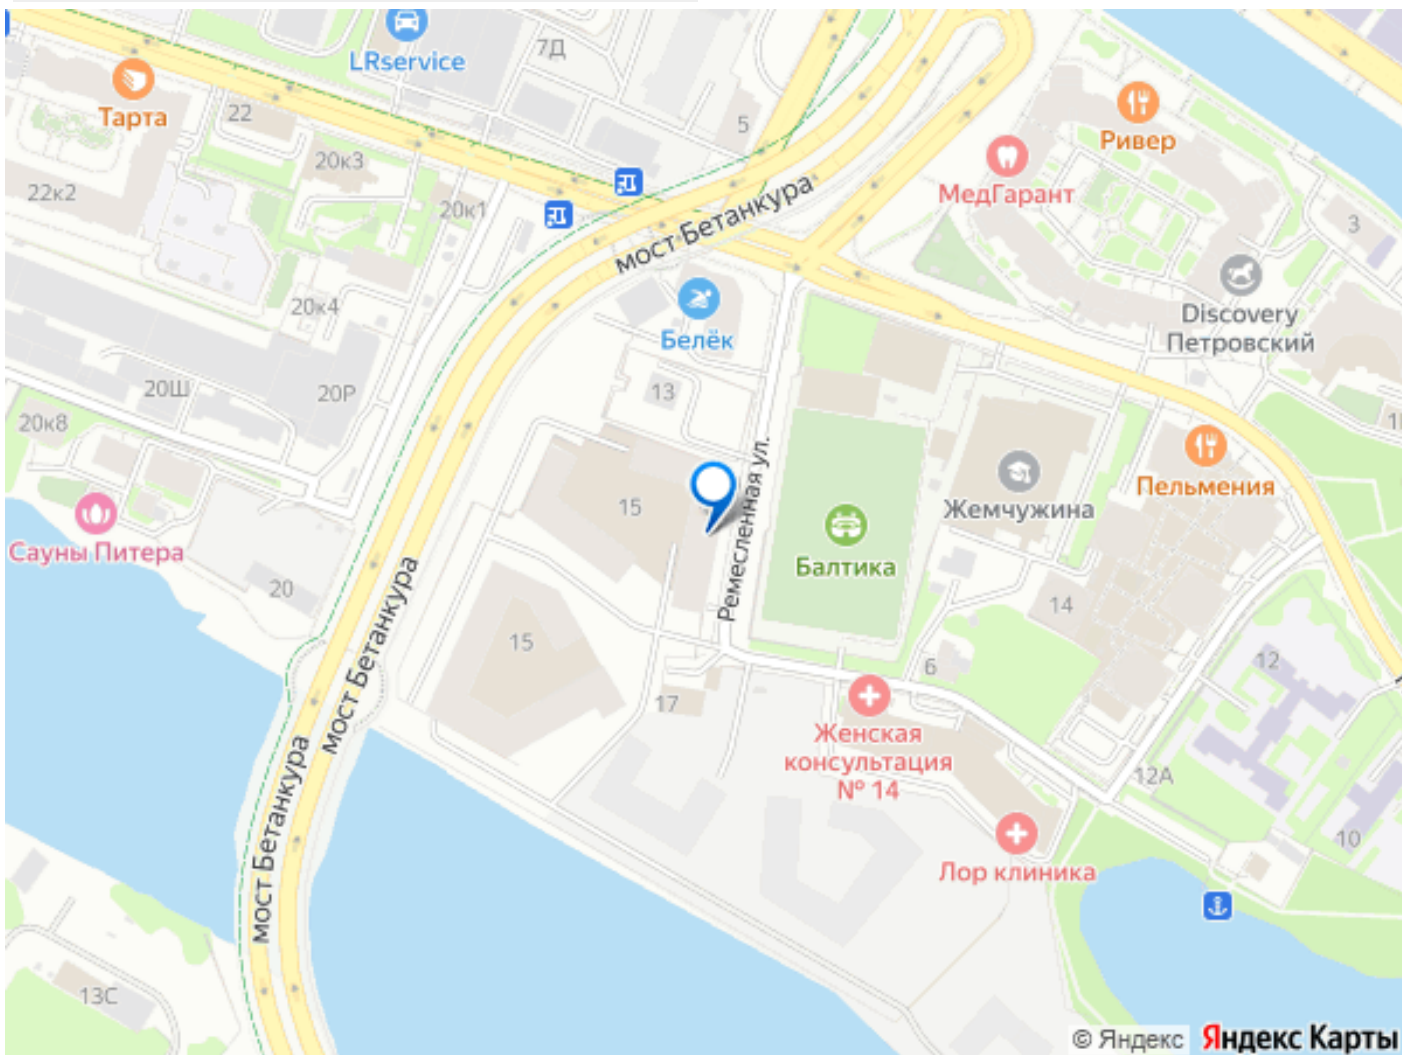 LRservice
7Д
Тарта
22
5
Ривер
20к3
МедГарант
22к2
20к1
3
мост Бетанкура
20к4
Discovery
Петровский
Белёк
20Ш
20Р
13
20к8
Ремесленная ул.
Пельмения
Жемчужина
15
Сауны Питера
Балтика
20
14
мост Бетанкура
15
6
12
17
Женская
консультация
№ 14
12А
мост Бетанкура
10
Лор клиника
13С
© Яндекс Яндекс Карты